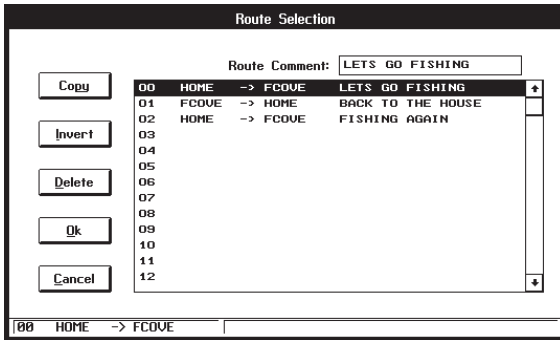 Route Selection
Route Comment: LETS GO FISHING
Copy
Invert
Delete
Ok
Cancel
00 HOME -> FCOVE LETS GO FISHING
01 FCOVE -> HOME BACK TO THE HOUSE
02 HOME -> FCOVE FISHING AGAIN
03
04
05
06
07
08
09
10
11
12
00 HOME -> FCOVE